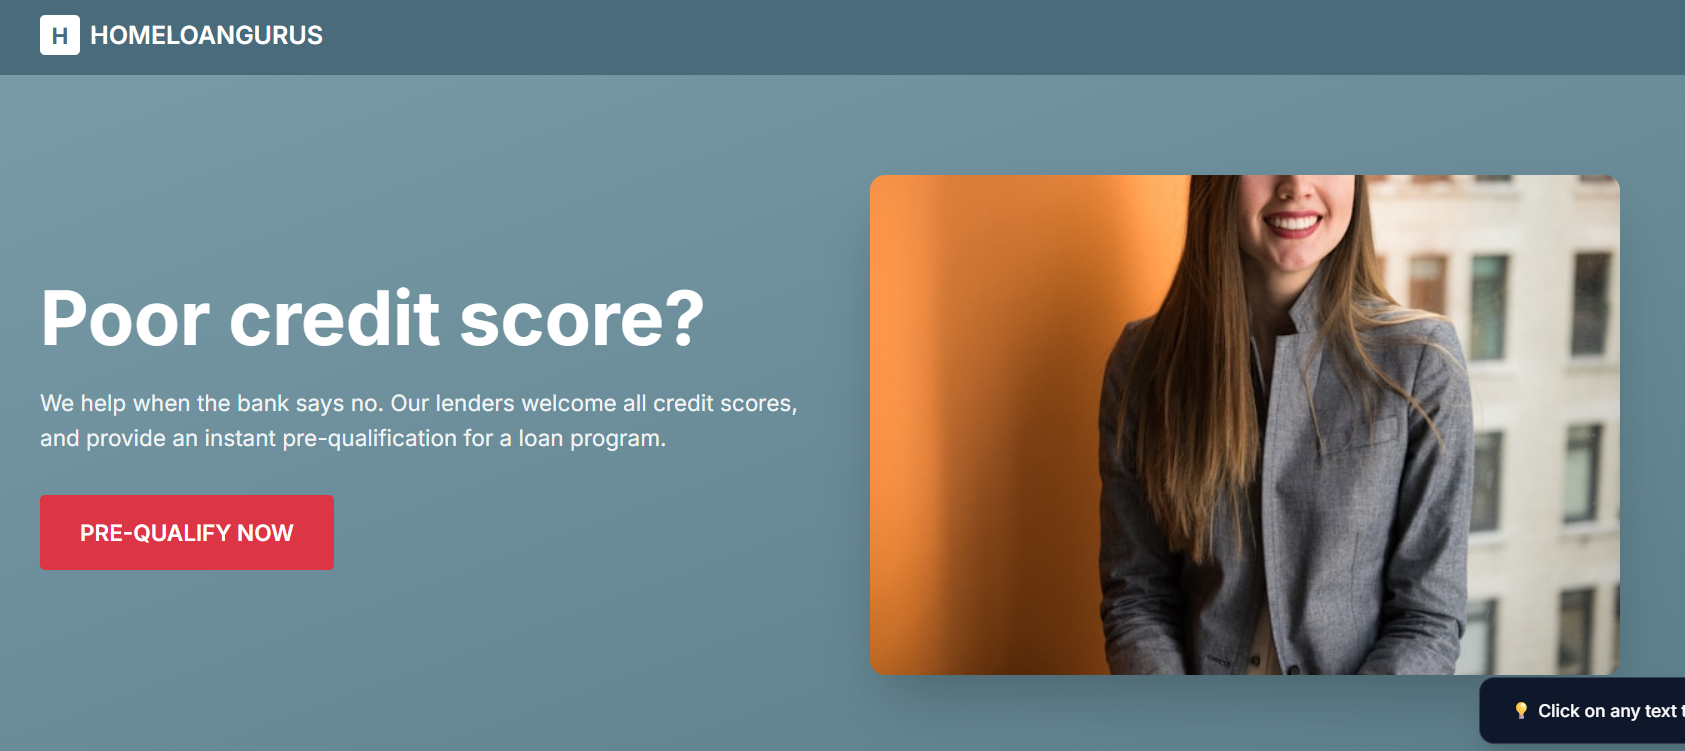 H HOMELOANGURUS
Poor credit score?
We help when the bank says no. Our lenders welcome all credit scores,
and provide an instant pre-qualification for a loan program.
PRE-QUALIFY NOW
Click on any text